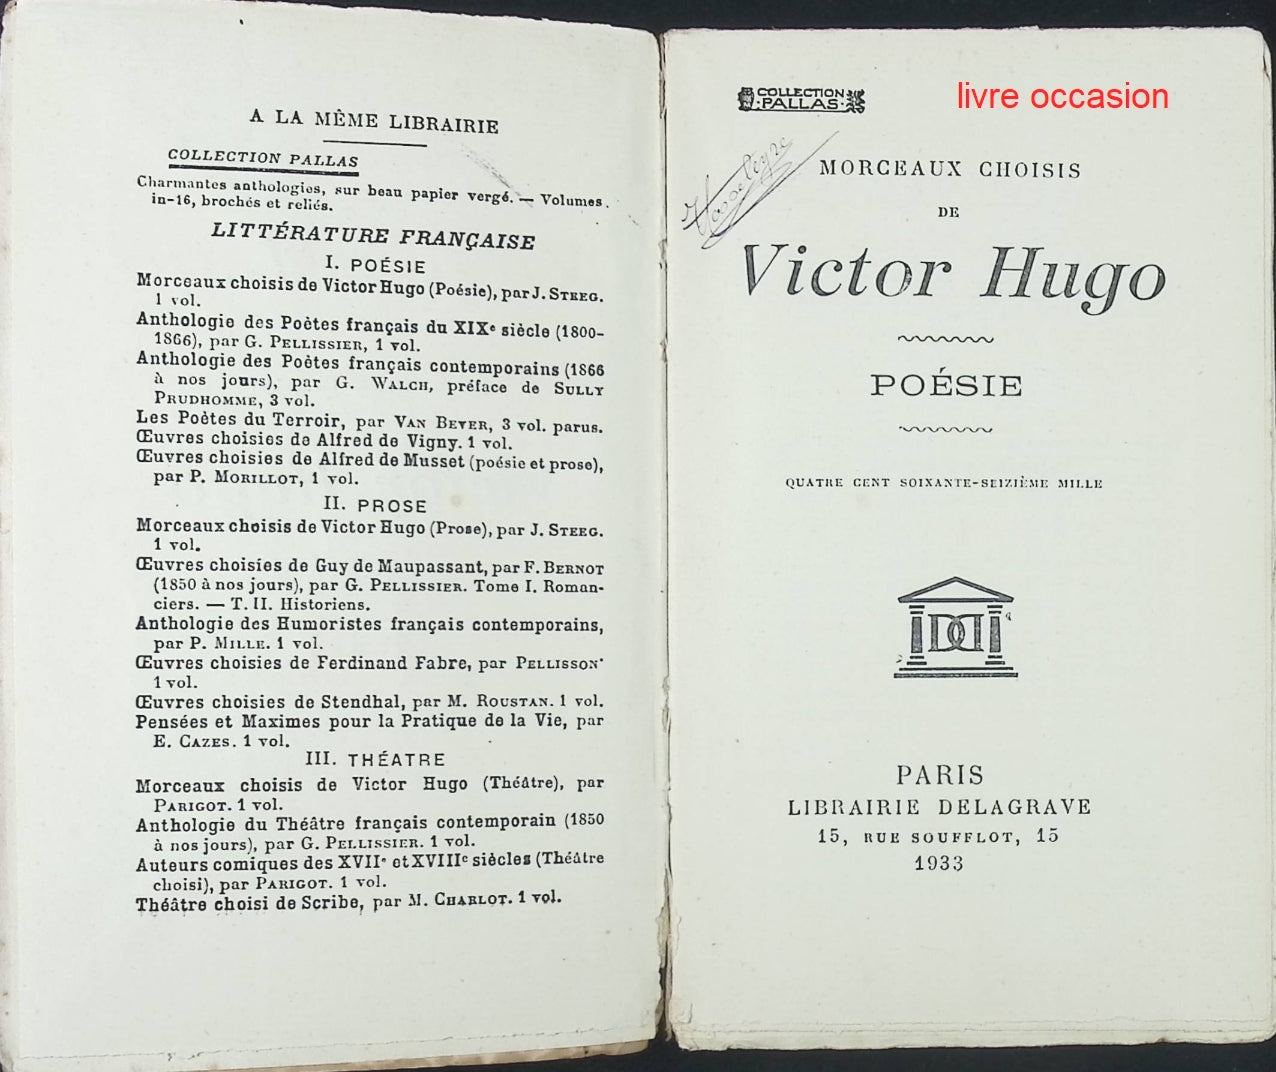 A LA MÊME LIBRAIRIE
COLLECTION PALLAS
Charmantes anthologies, sur beau papier vergé. — Volumes
in-16, brochés et reliés.
LITTÉRATURE FRANÇAISE
I. POÉSIE
Morceaux choisis de Victor Hugo (Poésie), par J. STEEG.
1 vol.
Anthologie des Poètes français du XIXe siècle (1800-
1866), par G. PELLISSIER, 1 vol.
Anthologie des Poètes français contemporains (1866
à nos jours), par G. WALCH, préface de SULLY
PRUDHOMME, 3 vol.
Les Poètes du Terroir, par VAN BEVER, 3 vol. parus.
Œuvres choisies de Alfred de Vigny. 1 vol.
Œuvres choisies de Alfred de Musset (poésie et prose),
par P. MORILLOT, 1 vol.
II. PROSE
Morceaux choisis de Victor Hugo (Prose), par J. STEEG.
1 vol.
Œuvres choisies de Guy de Maupassant, par F. BERNOT
(1850 à nos jours), par G. PELLISSIER. Tome I. Roman-
ciers. — T. II. Historiens.
Anthologie des Humoristes français contemporains,
par P. MILLE. 1 vol.
Œuvres choisies de Ferdinand Fabre, par PELLISSON
1 vol.
Œuvres choisies de Stendhal, par M. ROUSTAN. 1 vol.
Pensées et Maximes pour la Pratique de la Vie, par
E. CAZES. 1 vol.
III. THÉATRE
Morceaux choisis de Victor Hugo (Théâtre), par
PARIGOT. 1 vol.
Anthologie du Théâtre français contemporain (1850
à nos jours), par G. PELLISSIER. 1 vol.
Auteurs comiques des XVIIe et XVIIIe siècles (Théâtre
choisi), par PARIGOT. 1 vol.
Théâtre choisi de Scribe, par M. CHARLOT. 1 vol.
COLLECTION
PALLAS
livre occasion
MORCEAUX CHOISIS
DE
Victor Hugo
POÉSIE
QUATRE CENT SOIXANTE-SEIZIÈME MILLE
PARIS
LIBRAIRIE DELAGRAVE
15, RUE SOUFFLOT, 15
1933